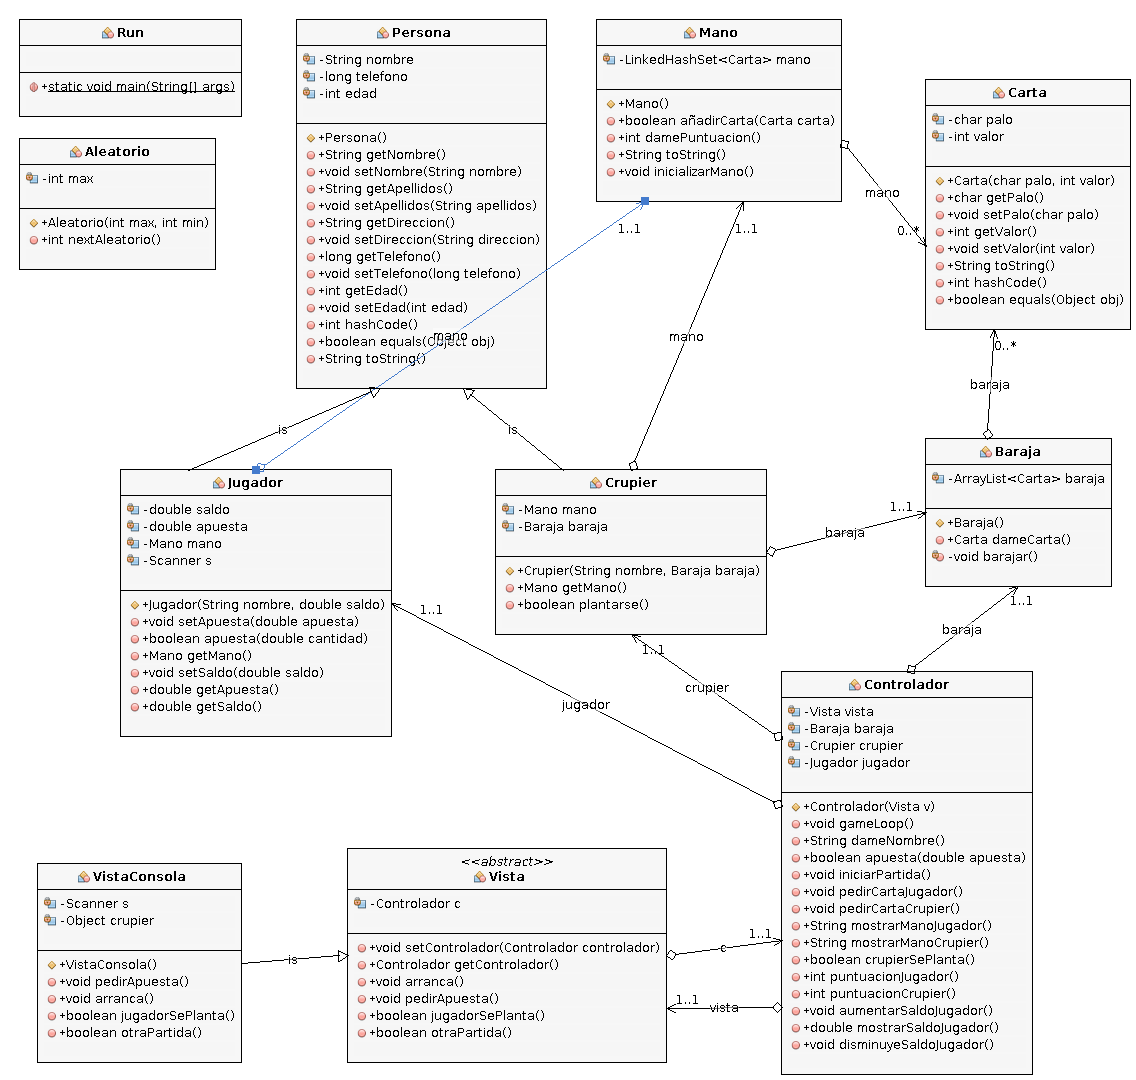 Run
+static void main(String[] args)
Aleatorio
-int max
+Aleatorio(int max, int min)
+int nextAleatorio()
Persona
-String nombre
-long telefono
-int edad
+Persona()
+String getNombre()
+void setNombre(String nombre)
+String getApellidos()
+void setApellidos(String apellidos)
+String getDireccion()
+void setDireccion(String direccion)
+long getTelefono()
+void setTelefono(long telefono)
+int getEdad()
+void setEdad(int edad)
+int hashCode()
+boolean equals(Object obj)
+String toString()
Mano
-LinkedHashSet<Carta> mano
+Mano()
+boolean añadirCarta(Carta carta)
+int damePuntuacion()
+String toString()
+void inicializarMano()
Carta
-char palo
-int valor
+Carta(char palo, int valor)
+char getPalo()
+void setPalo(char palo)
+int getValor()
+void setValor(int valor)
+String toString()
+int hashCode()
+boolean equals(Object obj)
mano
0..*
1..1
1..1
mano
mano
0..*
baraja
is
is
Jugador
-double saldo
-double apuesta
-Mano mano
-Scanner s
+Jugador(String nombre, double saldo)
+void setApuesta(double apuesta)
+boolean apuesta(double cantidad)
+Mano getMano()
+void setSaldo(double saldo)
+double getApuesta()
+double getSaldo()
Crupier
-Mano mano
-Baraja baraja
+Crupier(String nombre, Baraja baraja)
+Mano getMano()
+boolean plantarse()
Baraja
-ArrayList<Carta> baraja
+Baraja()
+Carta dameCarta()
-void barajar()
1..1
baraja
1..1
baraja
1..1
1..1
crupier
jugador
Controlador
-Vista vista
-Baraja baraja
-Crupier crupier
-Jugador jugador
+Controlador(Vista v)
+void gameLoop()
+String dameNombre()
+boolean apuesta(double apuesta)
+void iniciarPartida()
+void pedirCartaJugador()
+void pedirCartaCrupier()
+String mostrarManoJugador()
+String mostrarManoCrupier()
+boolean crupierSePlanta()
+int puntuacionJugador()
+int puntuacionCrupier()
+void aumentarSaldoJugador()
+double mostrarSaldoJugador()
+void disminuyeSaldoJugador()
VistaConsola
-Scanner s
-Object crupier
+VistaConsola()
+void pedirApuesta()
+void arranca()
+boolean jugadorSePlanta()
+boolean otraPartida()
is
<<abstract>>
Vista
-Controlador c
+void setControlador(Controlador controlador)
+Controlador getControlador()
+void arranca()
+void pedirApuesta()
+boolean jugadorSePlanta()
+boolean otraPartida()
1..1
c
1..1
vista